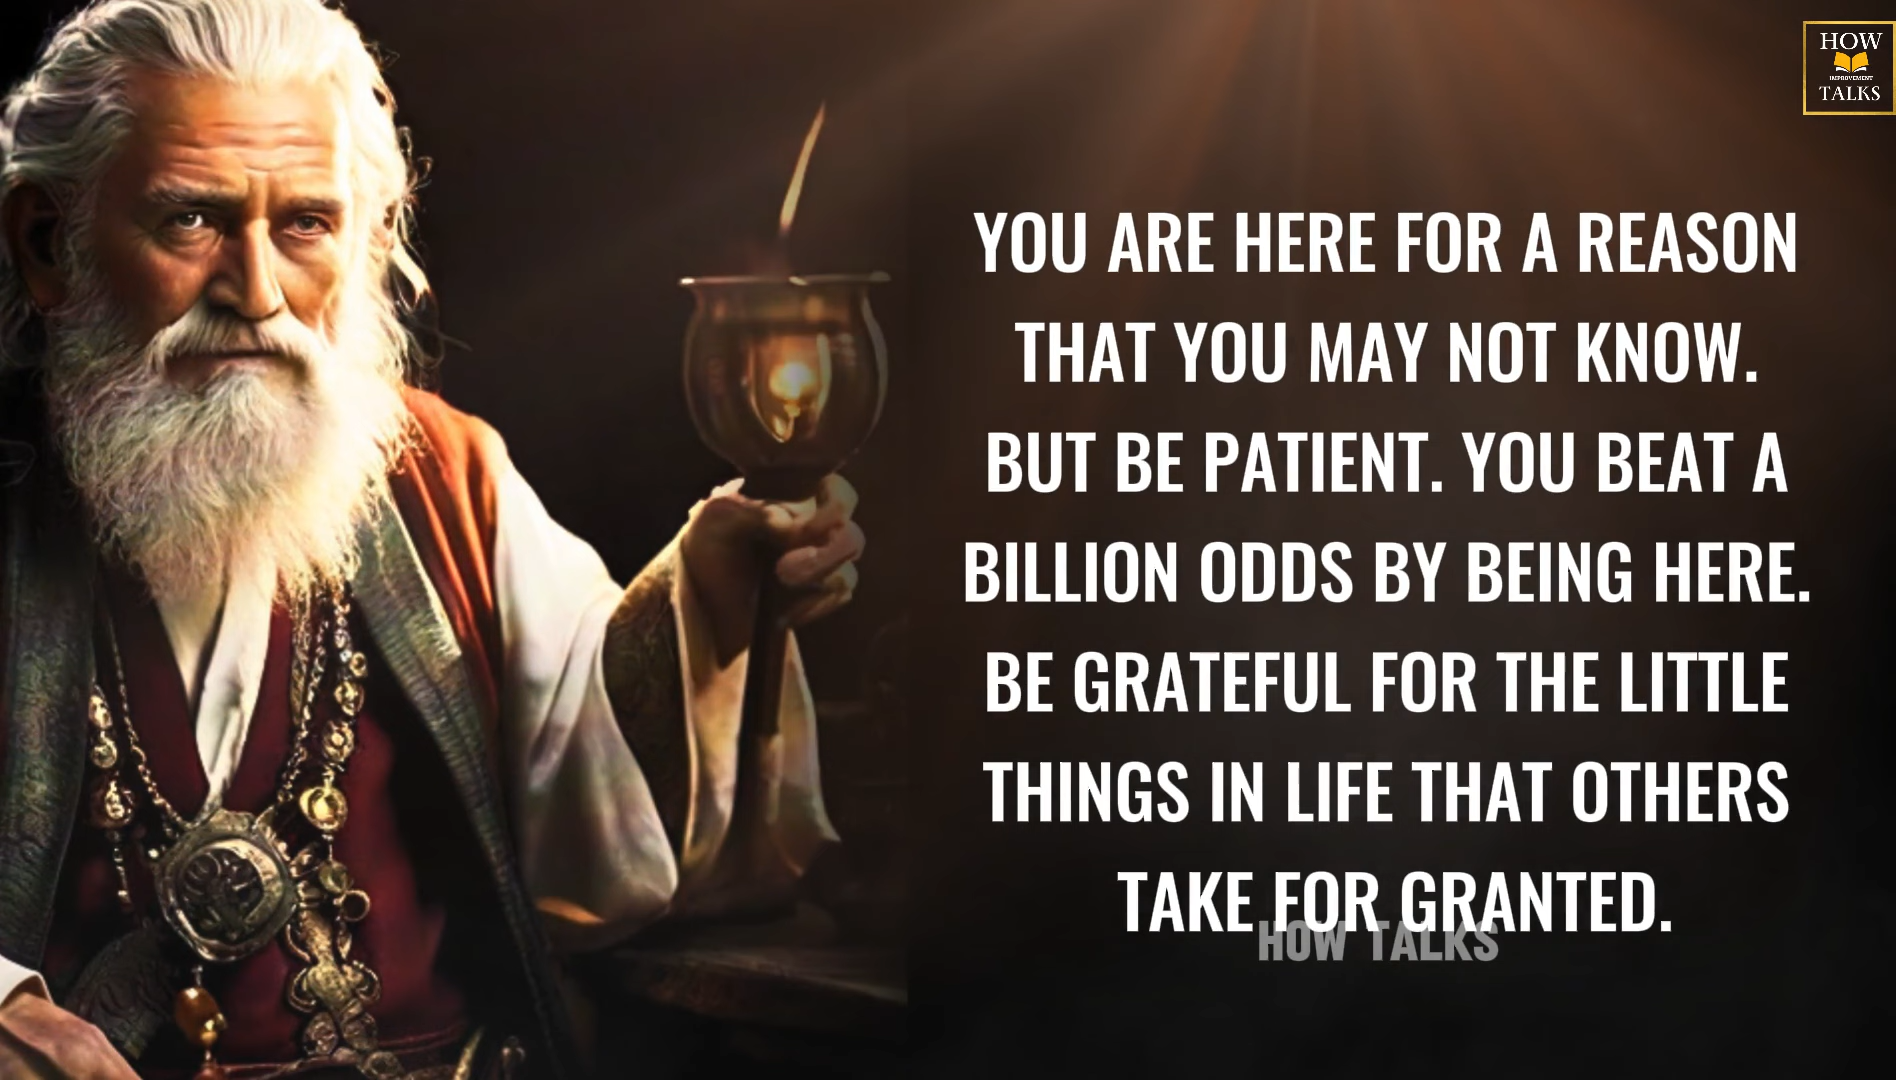 HOW
IMPROVEMENT
TALKS
YOU ARE HERE FOR A REASON
THAT YOU MAY NOT KNOW.
BUT BE PATIENT. YOU BEAT A
BILLION ODDS BY BEING HERE.
BE GRATEFUL FOR THE LITTLE
THINGS IN LIFE THAT OTHERS
TAKE FOR GRANTED.
HOW TALKS